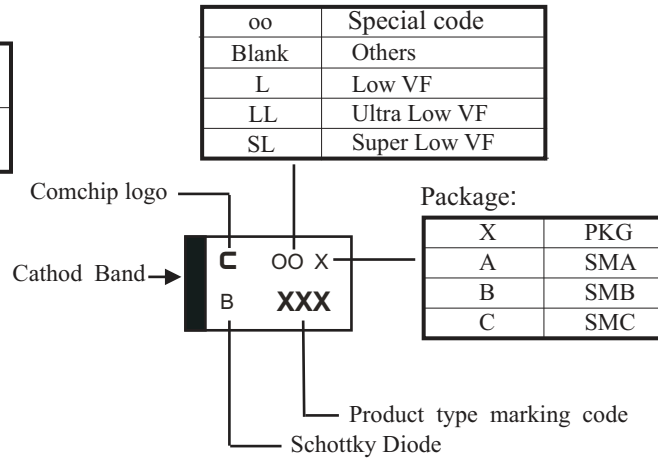 oo Special code
Blank Others
L Low VF
LL Ultra Low VF
SL Super Low VF
Comchip logo
Package:
X PKG
A SMA
B SMB
C SMC
Cathod Band
C OO X
B XXX
Product type marking code
Schottky Diode